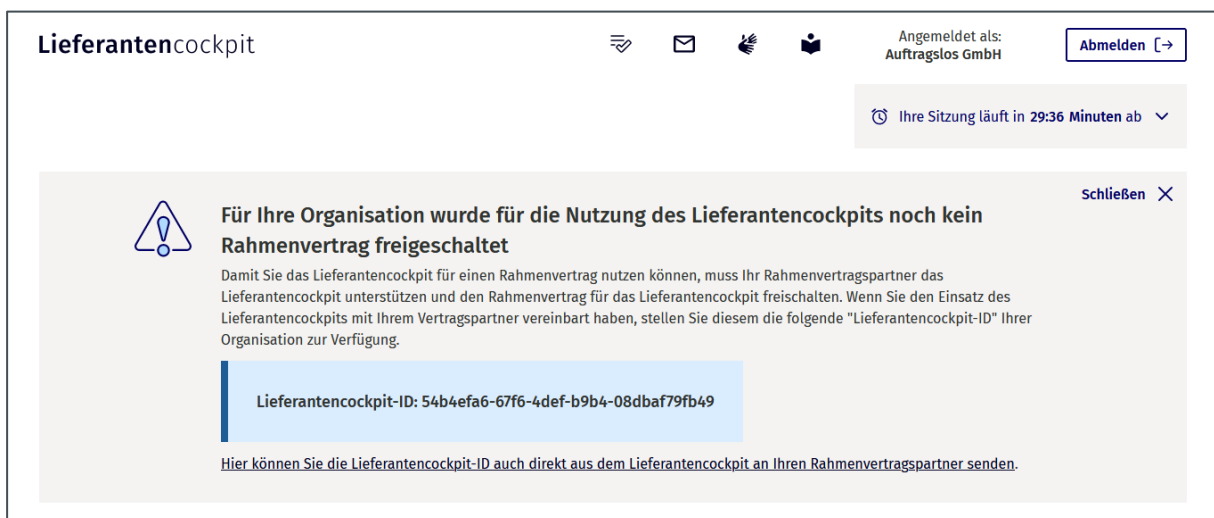 Lieferantencockpit
Angemeldet als:
Auftragslos GmbH
Abmelden
Ihre Sitzung läuft in 29:36 Minuten ab
Schließen
Für Ihre Organisation wurde für die Nutzung des Lieferantencockpits noch kein
Rahmenvertrag freigeschaltet
Damit Sie das Lieferantencockpit für einen Rahmenvertrag nutzen können, muss Ihr Rahmenvertragspartner das
Lieferantencockpit unterstützen und den Rahmenvertrag für das Lieferantencockpit freischalten. Wenn Sie den Einsatz des
Lieferantencockpits mit Ihrem Vertragspartner vereinbart haben, stellen Sie diesem die folgende "Lieferantencockpit-ID" Ihrer
Organisation zur Verfügung.
Lieferantencockpit-ID: 54b4efa6-67f6-4def-b9b4-08dbaf79fb49
Hier können Sie die Lieferantencockpit-ID auch direkt aus dem Lieferantencockpit an Ihren Rahmenvertragspartner senden.